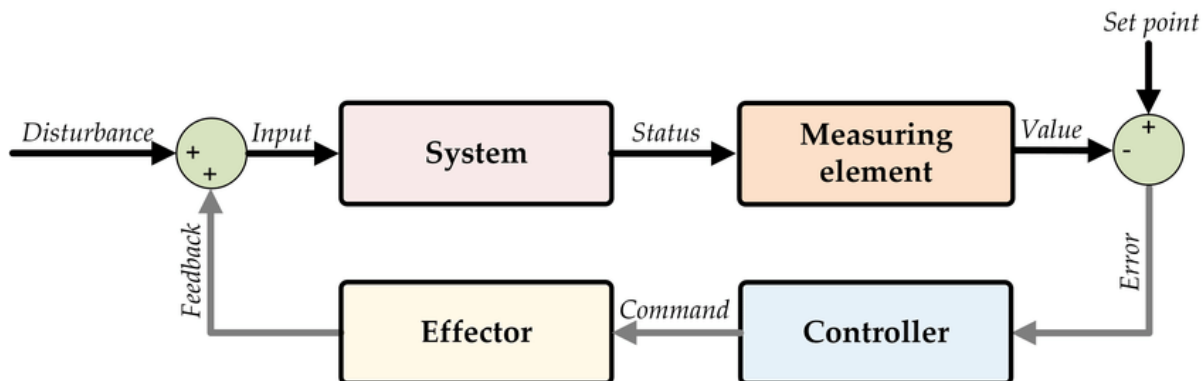 Set point
Disturbance
+
+
Input
System
Status
Measuring
element
Value
+
-
Feedback
Effector
Command
Controller
Error